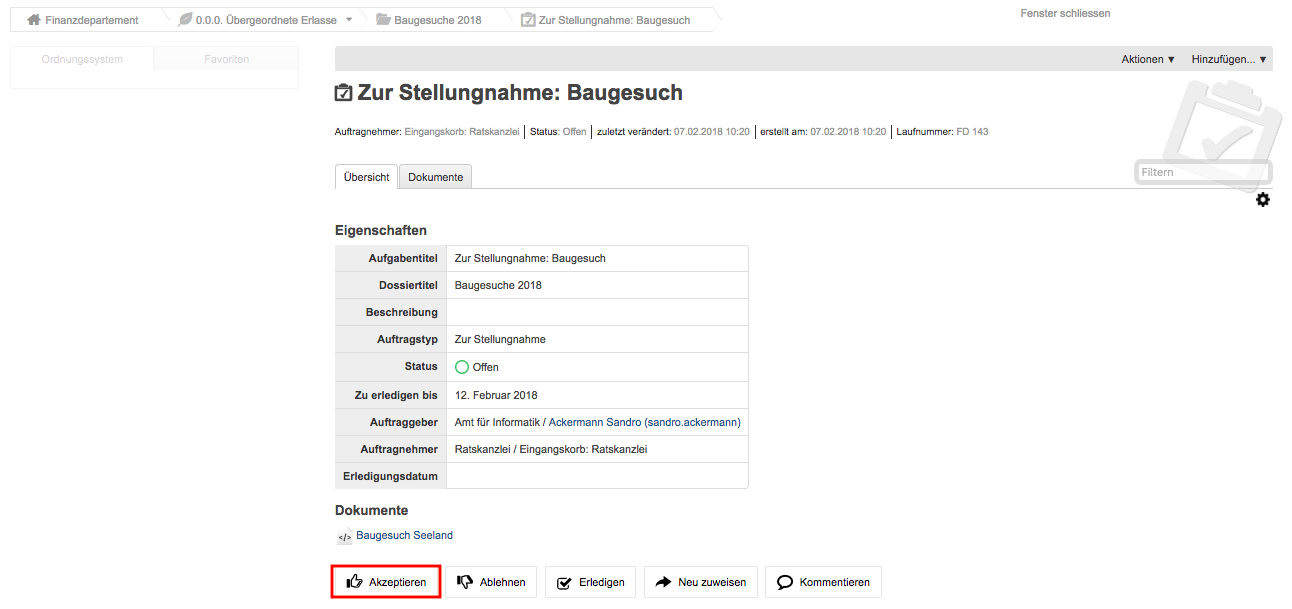 Finanzdepartement 0.0.0. Übergeordnete Erlasse ▼ Baugesuche 2018 Zur Stellungnahme: Baugesuch Fenster schliessen
Ordnungssystem Favoriten
Aktionen ▼ Hinzufügen... ▼
Zur Stellungnahme: Baugesuch
Auftragnehmer: Eingangskorb: Ratskanzlei | Status: Offen | zuletzt verändert: 07.02.2018 10:20 | erstellt am: 07.02.2018 10:20 | Laufnummer: FD 143
Übersicht Dokumente
Filtern
Eigenschaften
Aufgabentitel Zur Stellungnahme: Baugesuch
Dossiertitel Baugesuche 2018
Beschreibung
Auftragstyp Zur Stellungnahme
Status Offen
Zu erledigen bis 12. Februar 2018
Auftraggeber Amt für Informatik / Ackermann Sandro (sandro.ackermann)
Auftragnehmer Ratskanzlei / Eingangskorb: Ratskanzlei
Erledigungsdatum
Dokumente
</> Baugesuch Seeland
Akzeptieren Ablehnen Erledigen Neu zuweisen Kommentieren